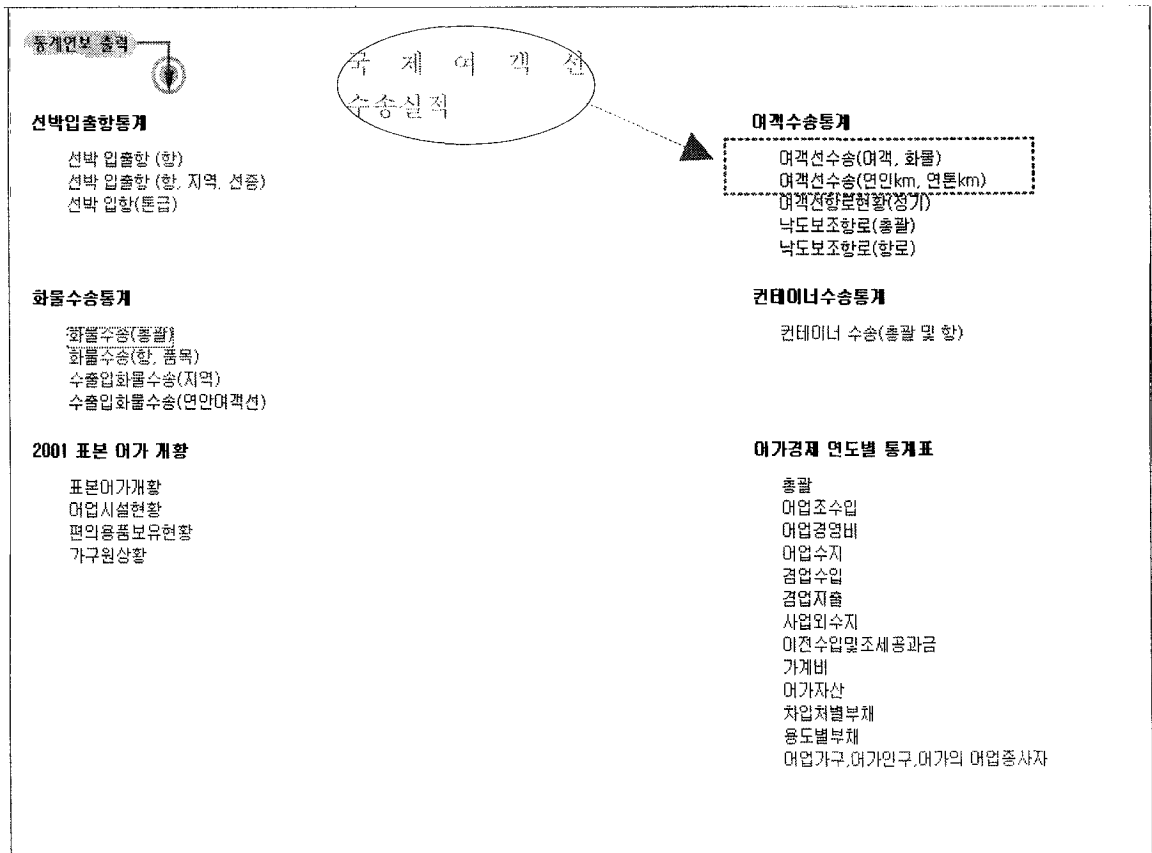 통계연보 출력
국 제 여 객 선
수송실적
선박입출항통계
선박 입출항 (항)
선박 입출항 (항, 지역, 선종)
선박 입항(톤급)
여객수송통계
여객선수송(여객, 화물)
여객선수송(연인km, 연톤km)
여객선항로현황(정기)
낙도보조항로(총괄)
낙도보조항로(항로)
화물수송통계
화물수송(총괄)
화물수송(항, 품목)
수출입화물수송(지역)
수출입화물수송(연안여객선)
컨테이너수송통계
컨테이너 수송(총괄 및 항)
2001 표본 어가 개황
표본어가개황
어업시설현황
편의용품보유현황
가구원상황
어가경제 연도별 통계표
총괄
어업조수입
어업경영비
어업수지
겸업수입
겸업지출
사업외수지
이전수입및조세공과금
가계비
어가자산
차입처별부채
용도별부채
어업가구,어가인구,어가의 어업종사자